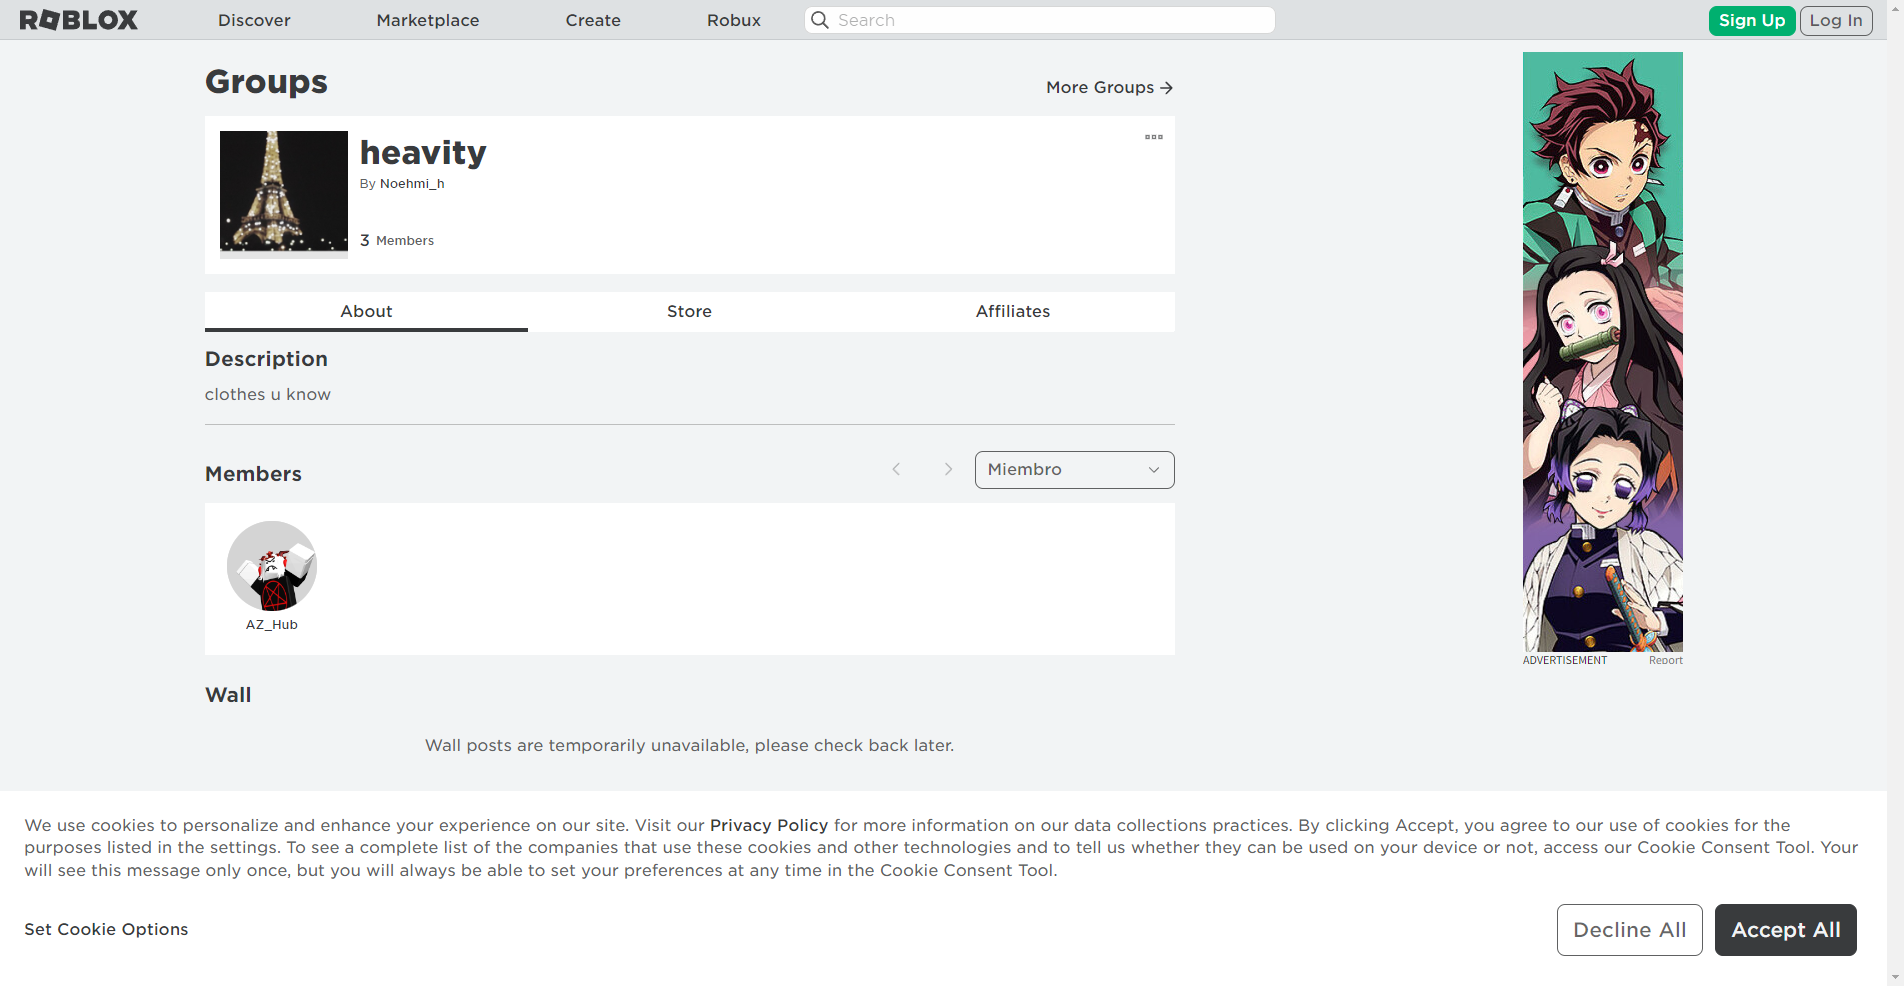 ROBLOX
Discover
Marketplace
Create
Robux
Search
Sign Up
Log In
Groups
More Groups
heavity
By Noehmi_h
3 Members
About
Store
Affiliates
Description
clothes u know
Members
Miembro
AZ_Hub
Wall
Wall posts are temporarily unavailable, please check back later.
ADVERTISEMENT
Report
We use cookies to personalize and enhance your experience on our site. Visit our Privacy Policy for more information on our data collections practices. By clicking Accept, you agree to our use of cookies for the
purposes listed in the settings. To see a complete list of the companies that use these cookies and other technologies and to tell us whether they can be used on your device or not, access our Cookie Consent Tool. Your
will see this message only once, but you will always be able to set your preferences at any time in the Cookie Consent Tool.
Set Cookie Options
Decline All
Accept All